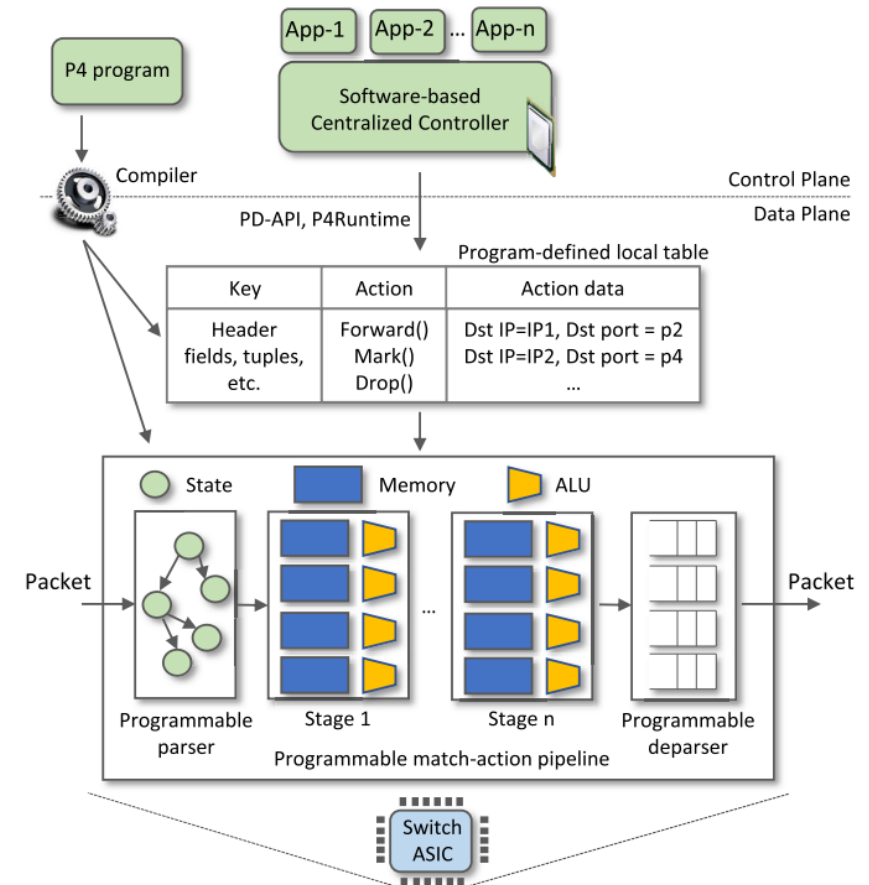 App-1
App-2
...
App-n
P4 program
Software-based
Centralized Controller
Compiler
Control Plane
Data Plane
PD-API, P4Runtime
Program-defined local table
Key
Action
Action data
Header
fields, tuples,
etc.
Forward()
Mark()
Drop()
Dst IP=IP1, Dst port = p2
Dst IP=IP2, Dst port = p4
...
State
Memory
ALU
Packet
...
Packet
Programmable
parser
Stage 1
Stage n
Programmable
deparser
Programmable match-action pipeline
Switch
ASIC